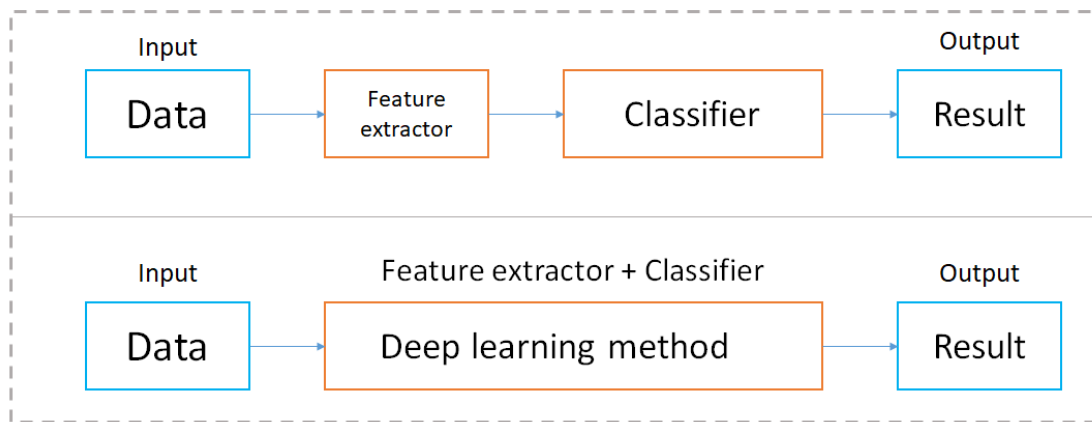 Input
Output
Data
Feature
extractor
Classifier
Result
Input
Feature extractor + Classifier
Output
Data
Deep learning method
Result